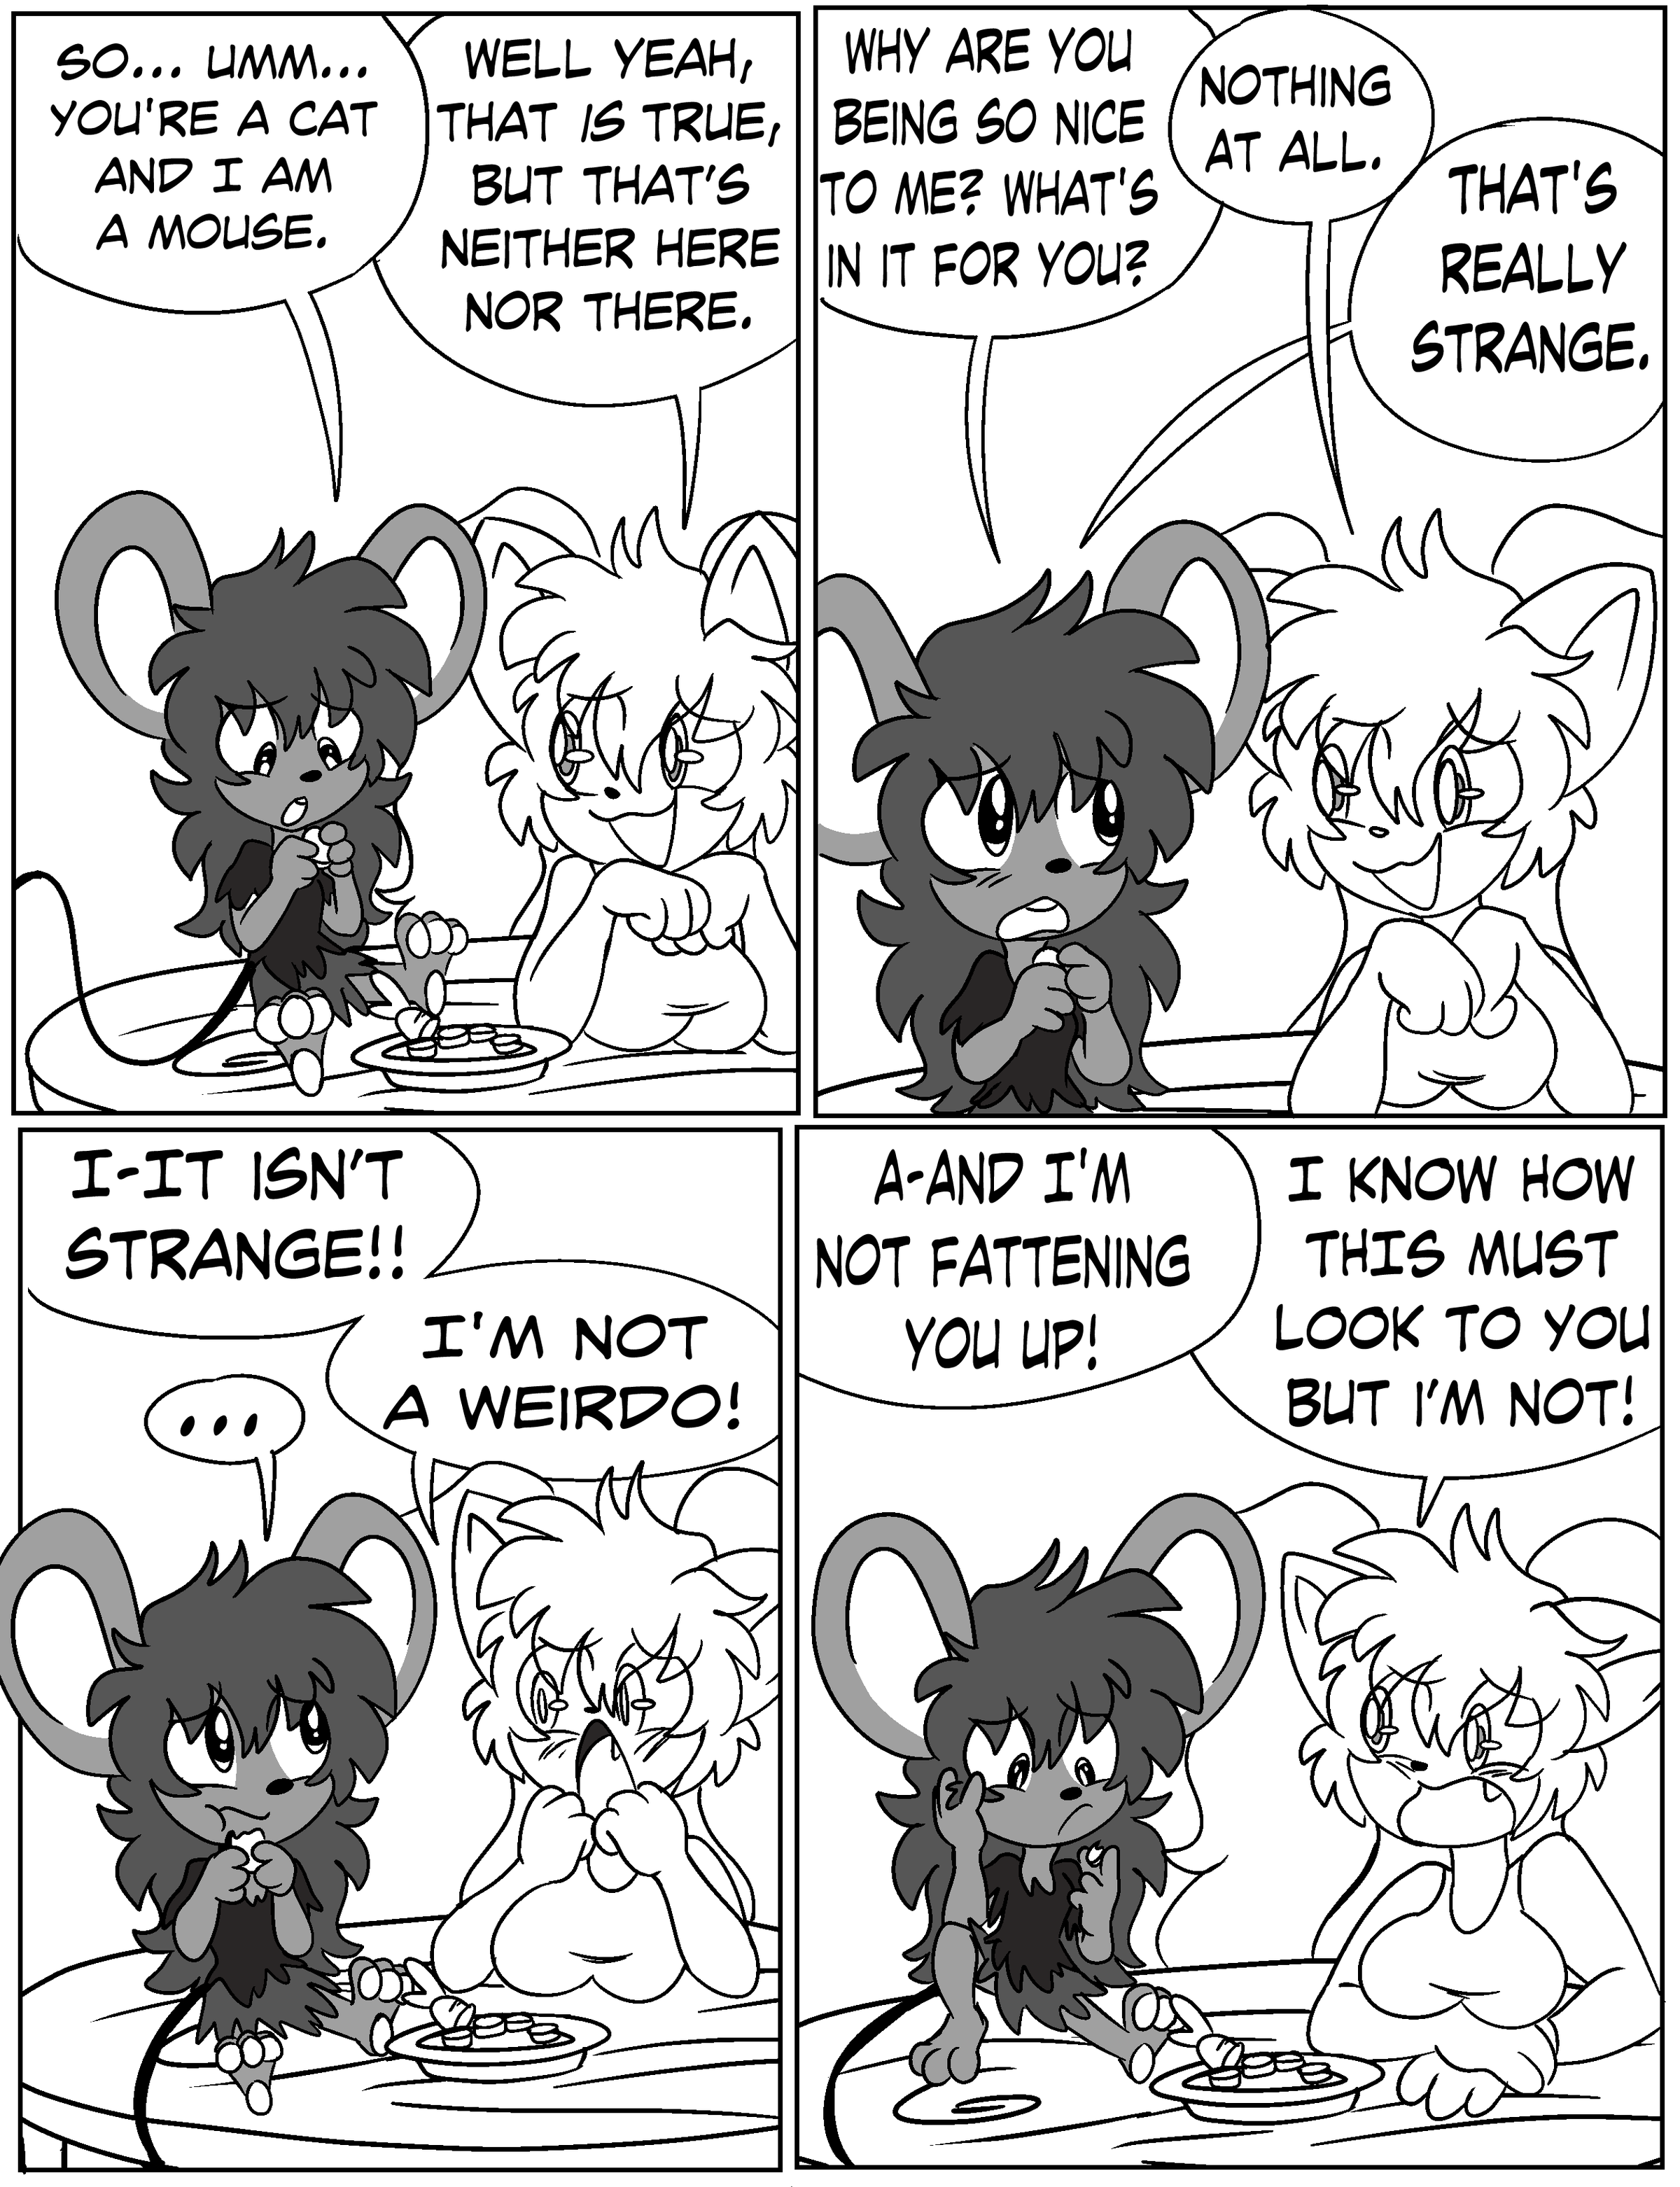 SO... UMM...
YOU'RE A CAT
AND I AM
A MOUSE.
WELL YEAH,
THAT IS TRUE,
BUT THAT'S
NEITHER HERE
NOR THERE.
WHY ARE YOU
BEING SO NICE
TO ME? WHAT'S
IN IT FOR YOU?
NOTHING
AT ALL.
THAT'S
REALLY
STRANGE.
I-IT ISN'T
STRANGE!!
I'M NOT
A WEIRDO!
...
A-AND I'M
NOT FATTENING
YOU UP!
I KNOW HOW
THIS MUST
LOOK TO YOU
BUT I'M NOT!